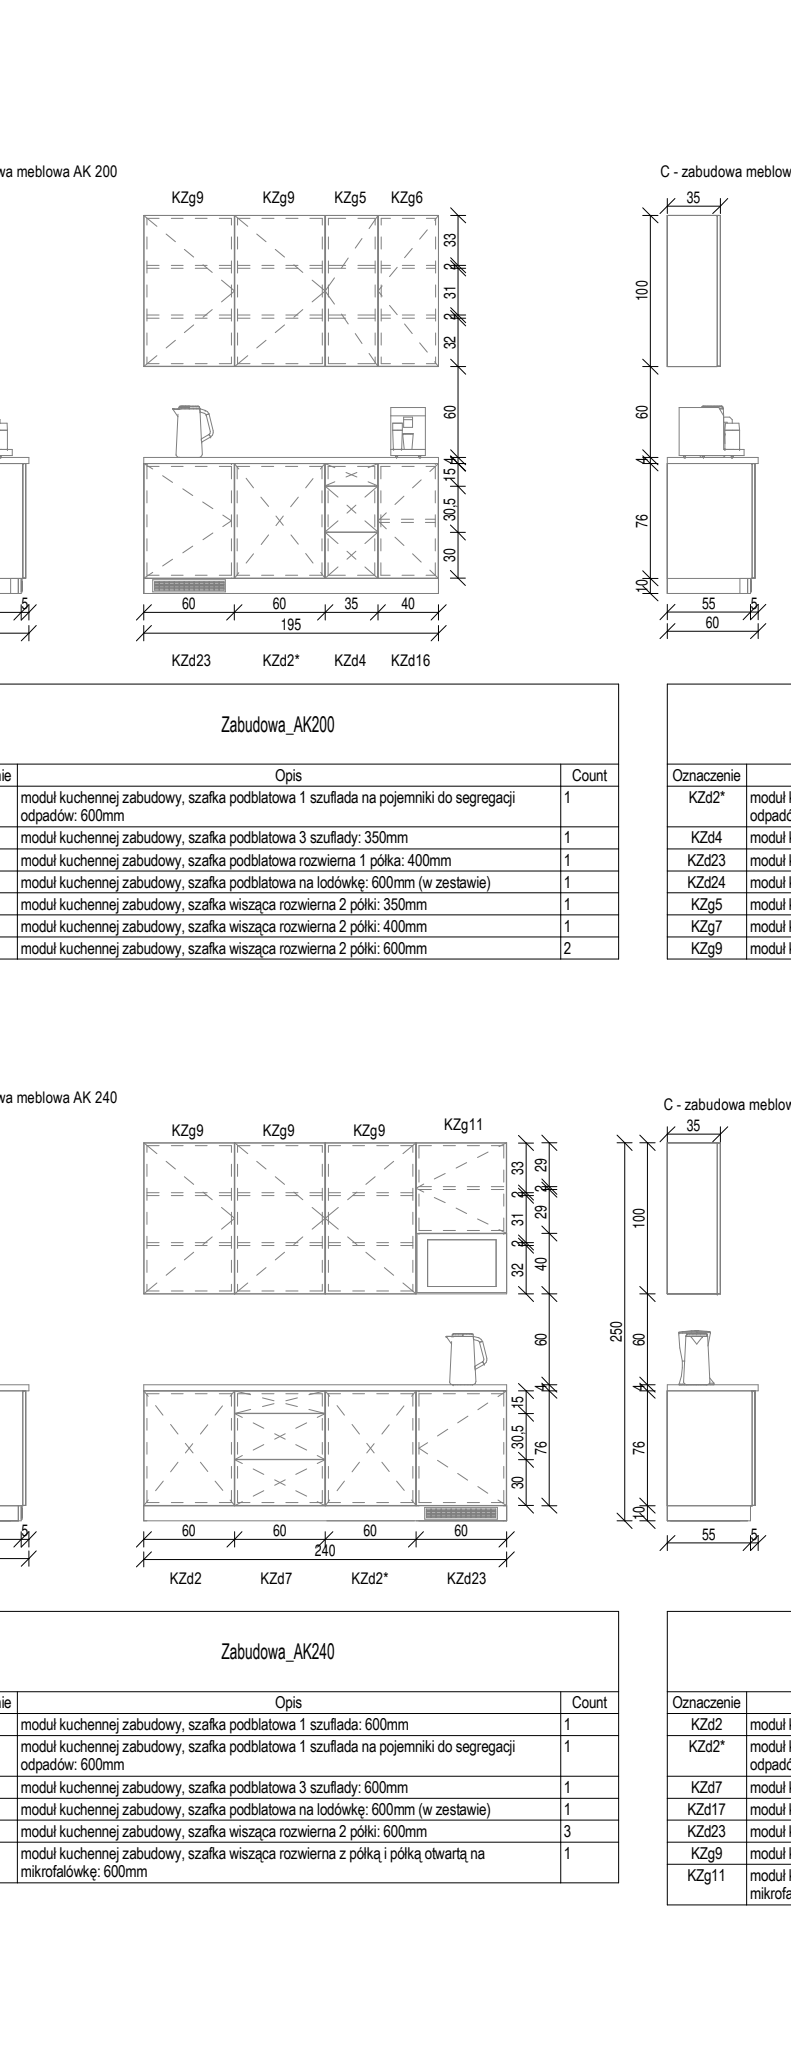 wa meblowa AK 200
C - zabudowa meblow
KZg9 KZg9 KZg5 KZg6
35
33
2
31
2
32
60
4
15
30,5
30
100
60
4
76
10
5
60 60 35 40
195
55 5
60
KZd23 KZd2* KZd4 KZd16
Zabudowa_AK200
nie Opis Count
moduł kuchennej zabudowy, szafka podblatowa 1 szuflada na pojemniki do segregacji 1
odpadów: 600mm
moduł kuchennej zabudowy, szafka podblatowa 3 szuflady: 350mm 1
moduł kuchennej zabudowy, szafka podblatowa rozwierna 1 półka: 400mm 1
moduł kuchennej zabudowy, szafka podblatowa na lodówkę: 600mm (w zestawie) 1
moduł kuchennej zabudowy, szafka wisząca rozwierna 2 półki: 350mm 1
moduł kuchennej zabudowy, szafka wisząca rozwierna 2 półki: 400mm 1
moduł kuchennej zabudowy, szafka wisząca rozwierna 2 półki: 600mm 2
Oznaczenie
KZd2* moduł k
odpadó
KZd4 moduł k
KZd23 moduł k
KZd24 moduł k
KZg5 moduł k
KZg7 moduł k
KZg9 moduł k
wa meblowa AK 240
C - zabudowa meblow
KZg9 KZg9 KZg9 KZg11
35
33
2
31
2
32
29
2
29
40
60
4
15
30,5
30
76
250
100
60
4
76
10
5
60 60 60 60
240
55 5
KZd2 KZd7 KZd2* KZd23
Zabudowa_AK240
nie Opis Count
moduł kuchennej zabudowy, szafka podblatowa 1 szuflada: 600mm 1
moduł kuchennej zabudowy, szafka podblatowa 1 szuflada na pojemniki do segregacji 1
odpadów: 600mm
moduł kuchennej zabudowy, szafka podblatowa 3 szuflady: 600mm 1
moduł kuchennej zabudowy, szafka podblatowa na lodówkę: 600mm (w zestawie) 1
moduł kuchennej zabudowy, szafka wisząca rozwierna 2 półki: 600mm 3
moduł kuchennej zabudowy, szafka wisząca rozwierna z półką i półką otwartą na 1
mikrofalówkę: 600mm
Oznaczenie
KZd2 moduł k
KZd2* moduł k
odpadó
KZd7 moduł k
KZd17 moduł k
KZd23 moduł k
KZg9 moduł k
KZg11 moduł k
mikrofa